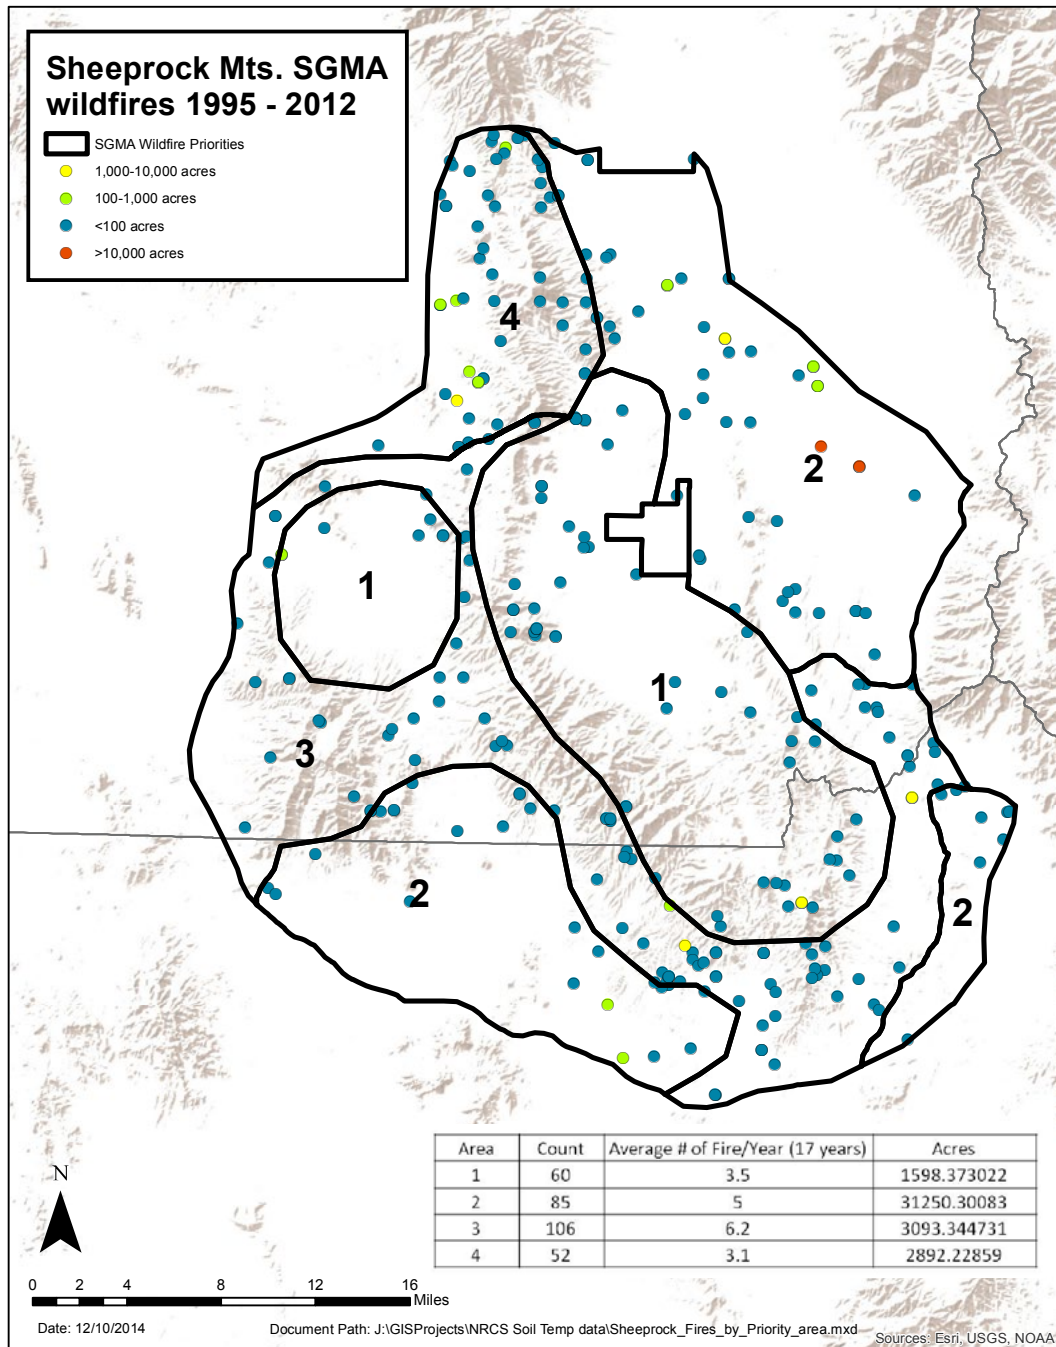 Sheeprock Mts. SGMA
wildfires 1995 - 2012
SGMA Wildfire Priorities
1,000-10,000 acres
100-1,000 acres
<100 acres
>10,000 acres
4
2
1
1
3
2
2
Area Count Average # of Fire/Year (17 years) Acres
1 60 3.5 1598.373022
2 85 5 31250.30083
3 106 6.2 3093.344731
4 52 3.1 2892.22859
N
0 2 4 8 12 16
Miles
Date: 12/10/2014 Document Path: J:\GISProjects\NRCS Soil Temp data\Sheeprock_Fires_by_Priority_area.mxd
Sources: Esri, USGS, NOAA